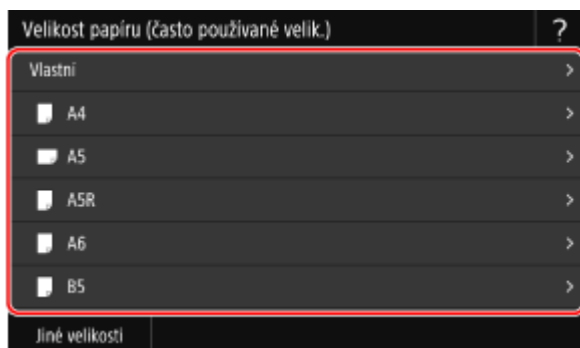 Velikost papíru (často používané velik.) ?
Vlastní >
A4 >
A5 >
A5R >
A6 >
B5 >
Jiné velikosti